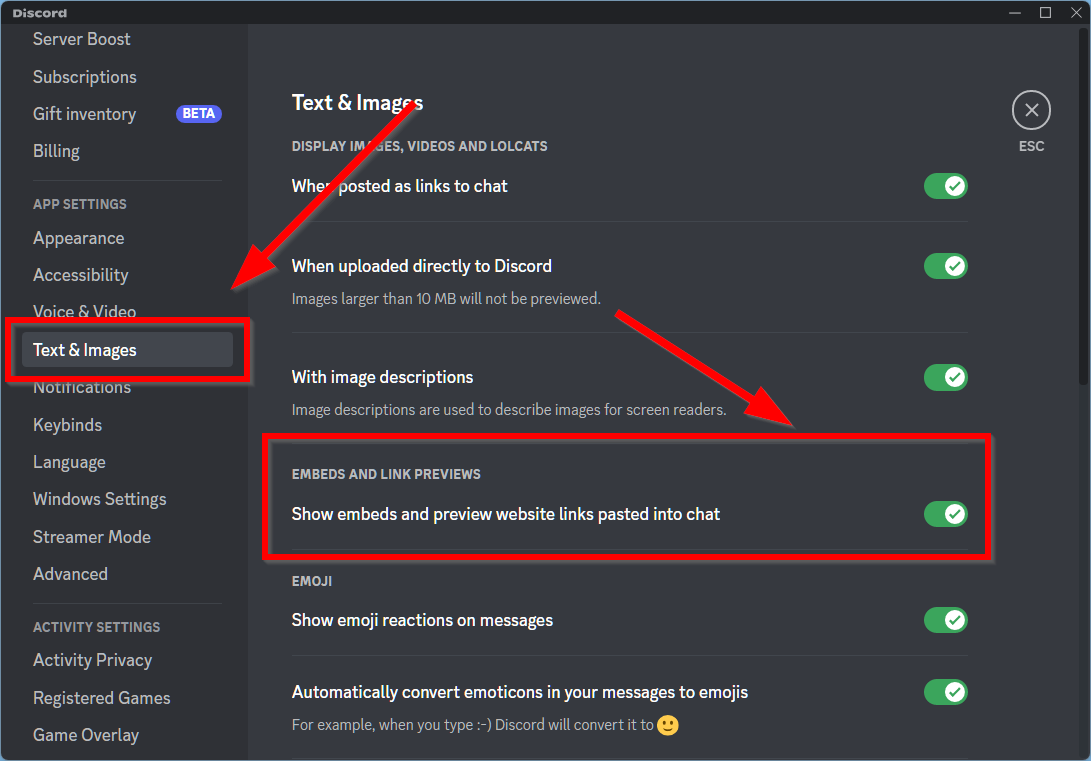 Discord
Server Boost
Subscriptions
Gift inventory BETA
Billing
APP SETTINGS
Appearance
Accessibility
Voice & Video
Text & Images
Notifications
Keybinds
Language
Windows Settings
Streamer Mode
Advanced
ACTIVITY SETTINGS
Activity Privacy
Registered Games
Game Overlay
Text & Images
DISPLAY IMAGES, VIDEOS AND LOLCATS
When posted as links to chat
When uploaded directly to Discord
Images larger than 10 MB will not be previewed.
With image descriptions
Image descriptions are used to describe images for screen readers.
EMBEDS AND LINK PREVIEWS
Show embeds and preview website links pasted into chat
EMOJI
Show emoji reactions on messages
Automatically convert emoticons in your messages to emojis
For example, when you type :-) Discord will convert it to 🙂
ESC